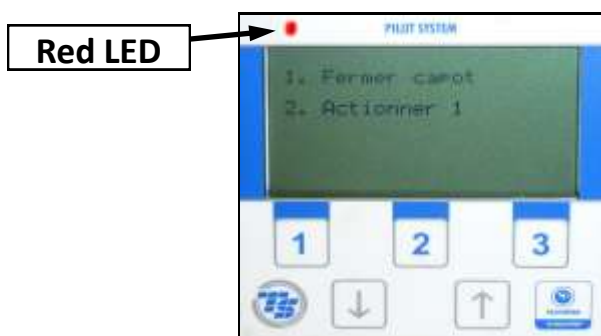 Red LED
PILOT SYSTEM
1. Fermer capot
2. Actionner 1
1 2 3